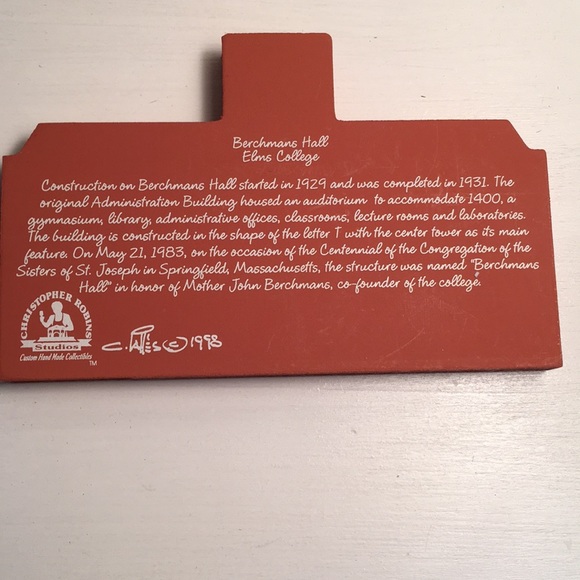 Berchmans Hall
Elms College
Construction on Berchmans Hall started in 1929 and was completed in 1931. The
original Administration Building housed an auditorium to accommodate 1400, a
gymnasium, library, administrative offices, classrooms, lecture rooms and laboratories.
The building is constructed in the shape of the letter T with the center tower as its main
feature. On May 21, 1983, on the occasion of the Centennial of the Congregation of the
Sisters of St. Joseph in Springfield, Massachusetts, the structure was named "Berchmans
Hall" in honor of Mother John Berchmans, co-founder of the college.
CHRISTOPHER ROBINS
Studios
Custom Hand Made Collectibles
TM
© 1998